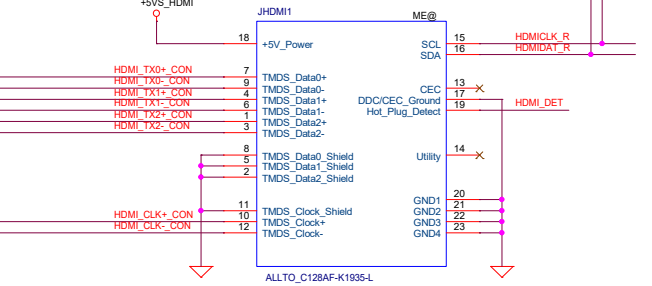 +5VS_HDMI
JHDMI1
ME@
18 +5V_Power
SCL 15 HDMICLK_R
SDA 16 HDMIDAT_R
HDMI_TX0+_CON 7 TMDS_Data0+
HDMI_TX0-_CON 9 TMDS_Data0-
HDMI_TX1+_CON 4 TMDS_Data1+
HDMI_TX1-_CON 6 TMDS_Data1-
HDMI_TX2+_CON 1 TMDS_Data2+
HDMI_TX2-_CON 3 TMDS_Data2-
CEC 13
DDC/CEC_Ground 17
Hot_Plug_Detect 19 HDMI_DET
8 TMDS_Data0_Shield
5 TMDS_Data1_Shield
2 TMDS_Data2_Shield
Utility 14
11 TMDS_Clock_Shield
HDMI_CLK+_CON 10 TMDS_Clock+
HDMI_CLK-_CON 12 TMDS_Clock-
GND1 20
GND2 21
GND3 22
GND4 23
ALLTO_C128AF-K1935-L